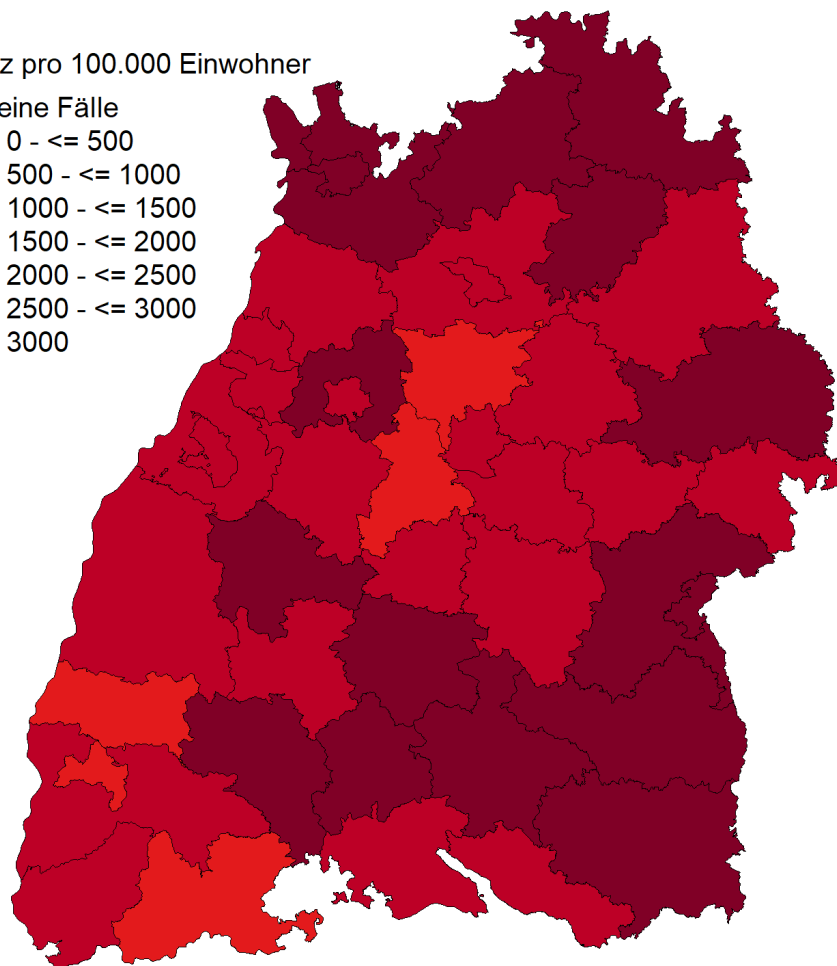 z pro 100.000 Einwohner
eine Fälle
0 - <= 500
500 - <= 1000
1000 - <= 1500
1500 - <= 2000
2000 - <= 2500
2500 - <= 3000
3000